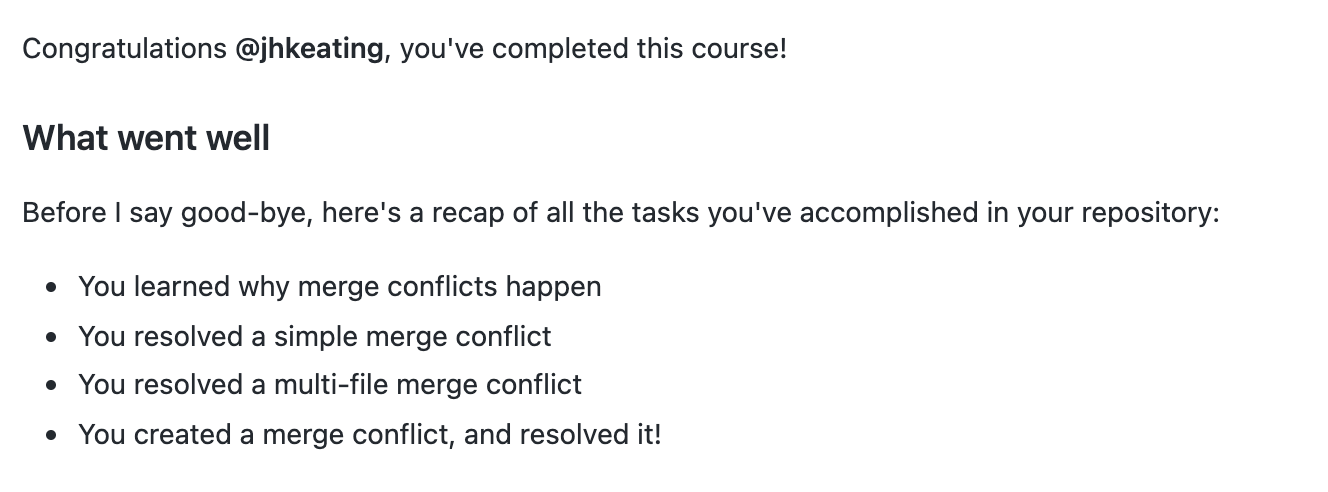 Congratulations @jhkeating, you've completed this course!
What went well
Before I say good-bye, here's a recap of all the tasks you've accomplished in your repository:
• You learned why merge conflicts happen
• You resolved a simple merge conflict
• You resolved a multi-file merge conflict
• You created a merge conflict, and resolved it!